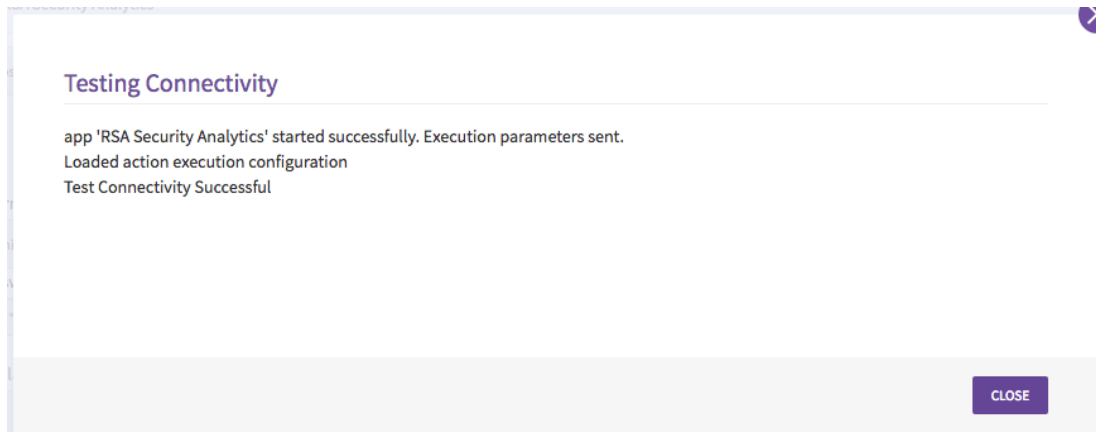 Testing Connectivity
app 'RSA Security Analytics' started successfully. Execution parameters sent.
Loaded action execution configuration
Test Connectivity Successful
CLOSE